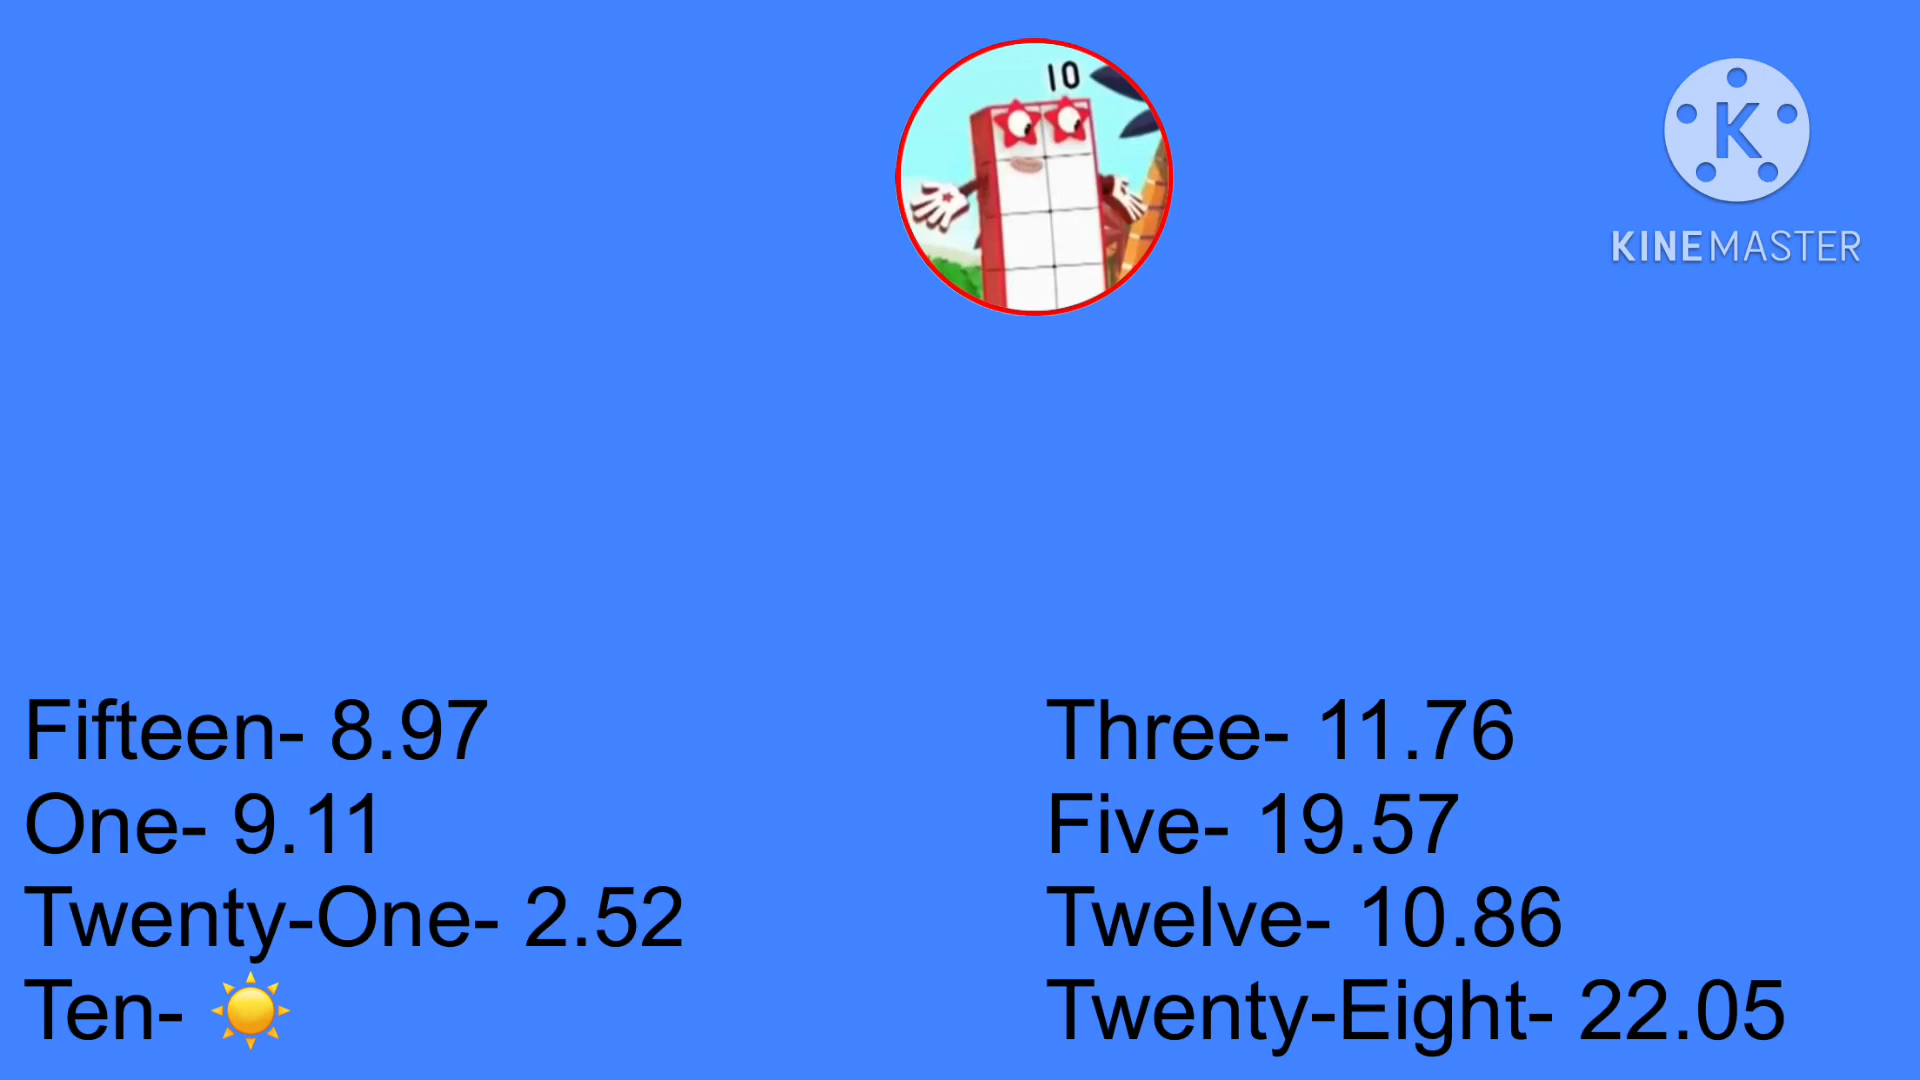 10
K
KINEMASTER
Fifteen- 8.97
One- 9.11
Twenty-One- 2.52
Ten- ☀️
Three- 11.76
Five- 19.57
Twelve- 10.86
Twenty-Eight- 22.05